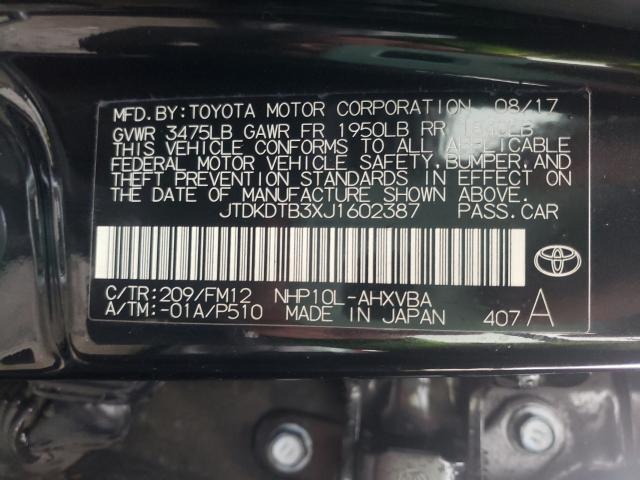 MFD.BY:TOYOTA MOTOR CORPORATION 08/17
GVWR 3475LB GAWR FR 1950LB RR
THIS VEHICLE CONFORMS TO ALL APPLICABLE
FEDERAL MOTOR VEHICLE SAFETY,BUMPER,AND
THEFT PREVENTION STANDARDS IN EFFECT ON
THE DATE OF MANUFACTURE SHOWN ABOVE.
JTDKDTB3XJ1602387 PASS.CAR
C/TR:209/FM12 NHP10L-AHXVBA
A/TM:-01A/P510 MADE IN JAPAN 407 A